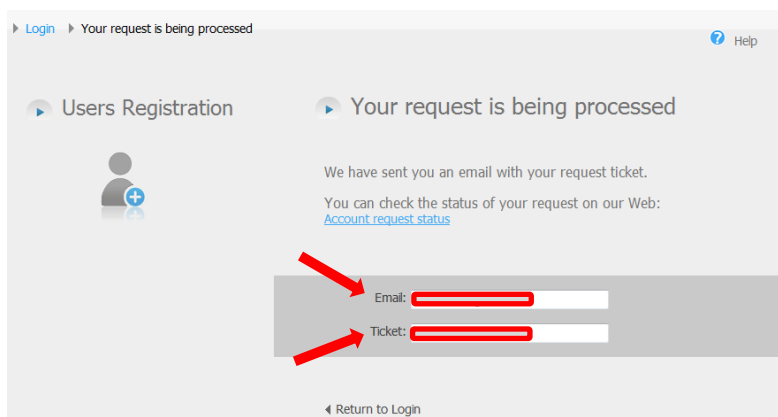 Login Your request is being processed
Help
Users Registration
Your request is being processed
We have sent you an email with your request ticket.
You can check the status of your request on our Web:
Account request status
Email:
Ticket:
Return to Login